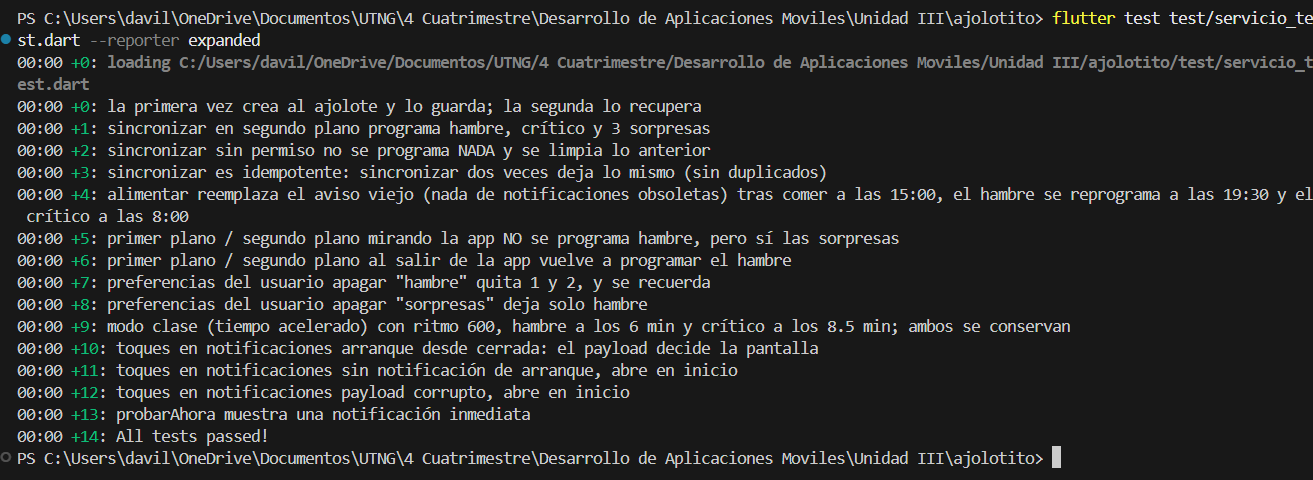 PS C:\Users\davil\OneDrive\Documentos\UTNG\4 Cuatrimestre\Desarrollo de Aplicaciones Moviles\Unidad III\ajolotito> flutter test test/servicio_te
st.dart --reporter expanded
00:00 +0: loading C:/Users/davil/OneDrive/Documentos/UTNG/4 Cuatrimestre/Desarrollo de Aplicaciones Moviles/Unidad III/ajolotito/test/servicio_t
est.dart
00:00 +0: la primera vez crea al ajolote y lo guarda; la segunda lo recupera
00:00 +1: sincronizar en segundo plano programa hambre, crítico y 3 sorpresas
00:00 +2: sincronizar sin permiso no se programa NADA y se limpia lo anterior
00:00 +3: sincronizar es idempotente: sincronizar dos veces deja lo mismo (sin duplicados)
00:00 +4: alimentar reemplaza el aviso viejo (nada de notificaciones obsoletas) tras comer a las 15:00, el hambre se reprograma a las 19:30 y el
crítico a las 8:00
00:00 +5: primer plano / segundo plano mirando la app NO se programa hambre, pero sí las sorpresas
00:00 +6: primer plano / segundo plano al salir de la app vuelve a programar el hambre
00:00 +7: preferencias del usuario apagar "hambre" quita 1 y 2, y se recuerda
00:00 +8: preferencias del usuario apagar "sorpresas" deja solo hambre
00:00 +9: modo clase (tiempo acelerado) con ritmo 600, hambre a los 6 min y crítico a los 8.5 min; ambos se conservan
00:00 +10: toques en notificaciones arranque desde cerrada: el payload decide la pantalla
00:00 +11: toques en notificaciones sin notificación de arranque, abre en inicio
00:00 +12: toques en notificaciones payload corrupto, abre en inicio
00:00 +13: probarAhora muestra una notificación inmediata
00:00 +14: All tests passed!
PS C:\Users\davil\OneDrive\Documentos\UTNG\4 Cuatrimestre\Desarrollo de Aplicaciones Moviles\Unidad III\ajolotito>